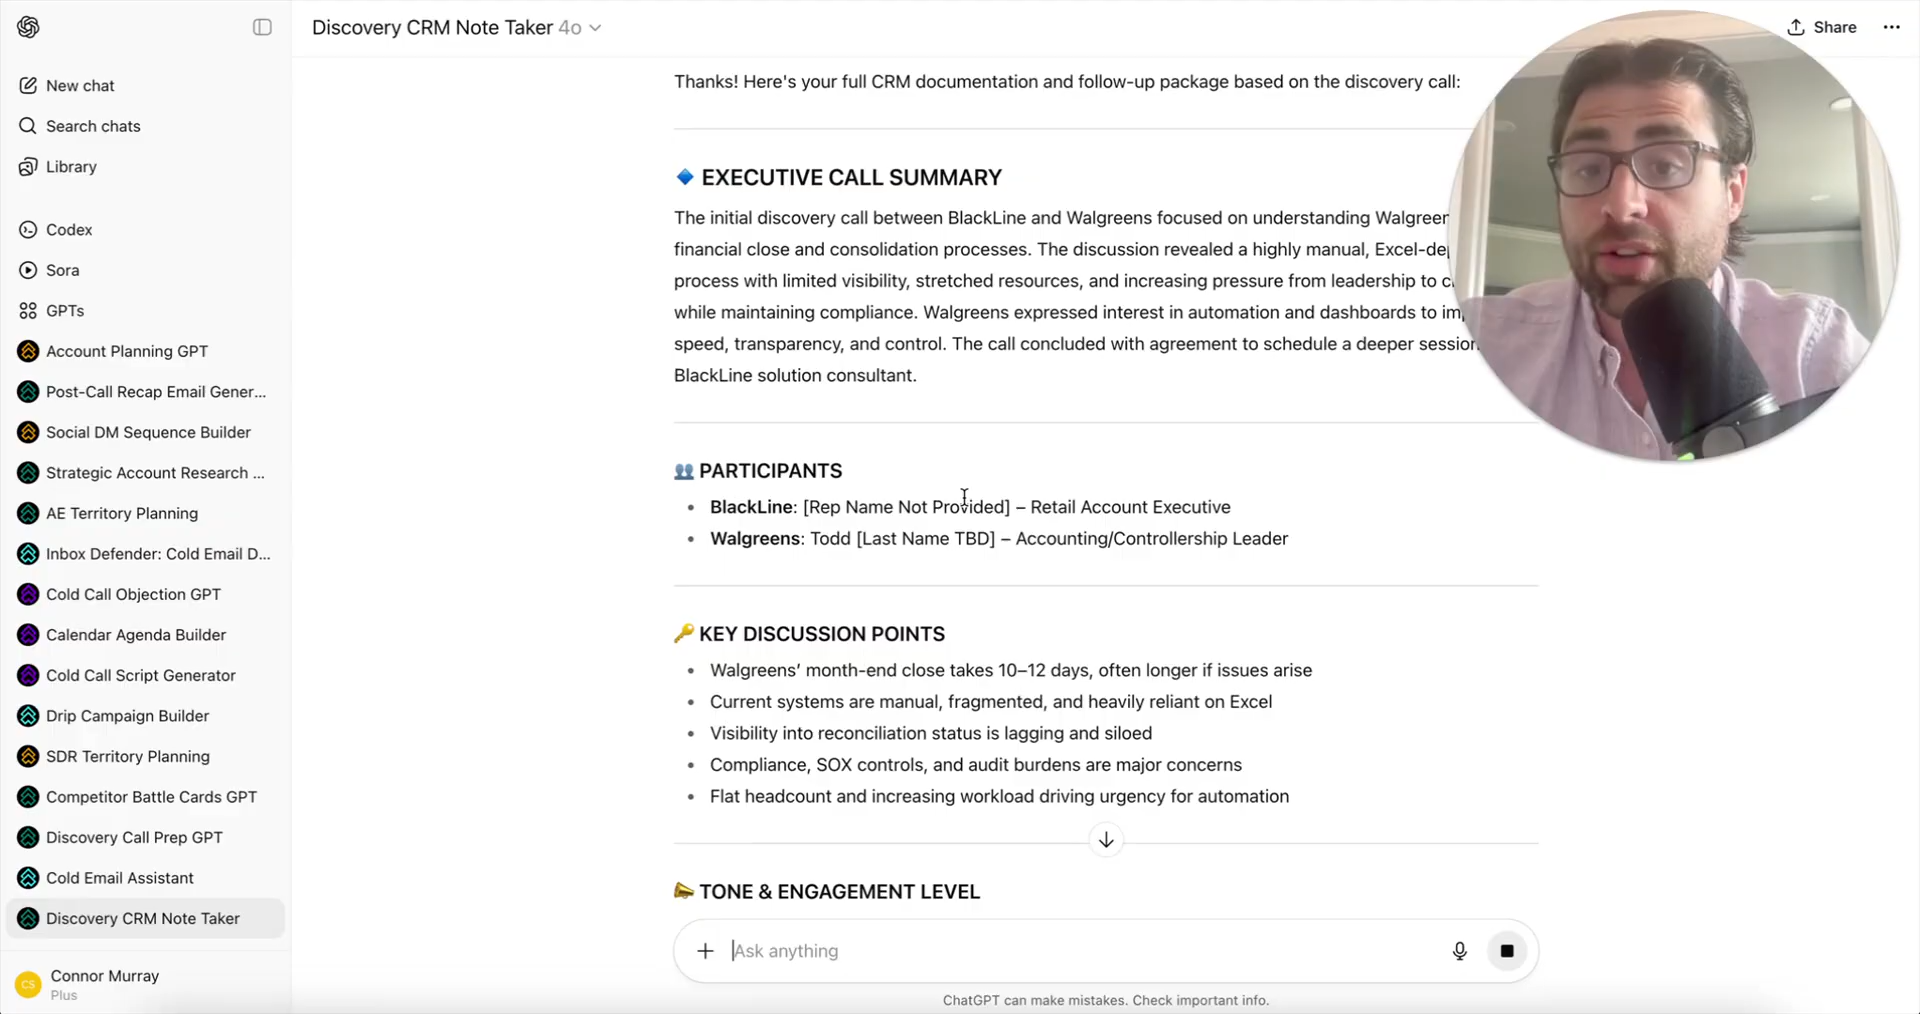 Discovery CRM Note Taker 4o
Share
New chat
Search chats
Library
Codex
Sora
GPTs
Account Planning GPT
Post-Call Recap Email Gener...
Social DM Sequence Builder
Strategic Account Research ...
AE Territory Planning
Inbox Defender: Cold Email D...
Cold Call Objection GPT
Calendar Agenda Builder
Cold Call Script Generator
Drip Campaign Builder
SDR Territory Planning
Competitor Battle Cards GPT
Discovery Call Prep GPT
Cold Email Assistant
Discovery CRM Note Taker
CS
Connor Murray
Plus
Thanks! Here's your full CRM documentation and follow-up package based on the discovery call:
EXECUTIVE CALL SUMMARY
The initial discovery call between BlackLine and Walgreens focused on understanding
financial close and consolidation processes. The discussion revealed a highly manual,
process with limited visibility, stretched resources, and increasing pressure from leadership to
while maintaining compliance. Walgreens expressed interest in automation and dashboards to
speed, transparency, and control. The call concluded with agreement to schedule a deeper session
BlackLine solution consultant.
PARTICIPANTS
• BlackLine: [Rep Name Not Provided] – Retail Account Executive
• Walgreens: Todd [Last Name TBD] – Accounting/Controllership Leader
KEY DISCUSSION POINTS
• Walgreens’ month-end close takes 10–12 days, often longer if issues arise
• Current systems are manual, fragmented, and heavily reliant on Excel
• Visibility into reconciliation status is lagging and siloed
• Compliance, SOX controls, and audit burdens are major concerns
• Flat headcount and increasing workload driving urgency for automation
TONE & ENGAGEMENT LEVEL
Ask anything
ChatGPT can make mistakes. Check important info.